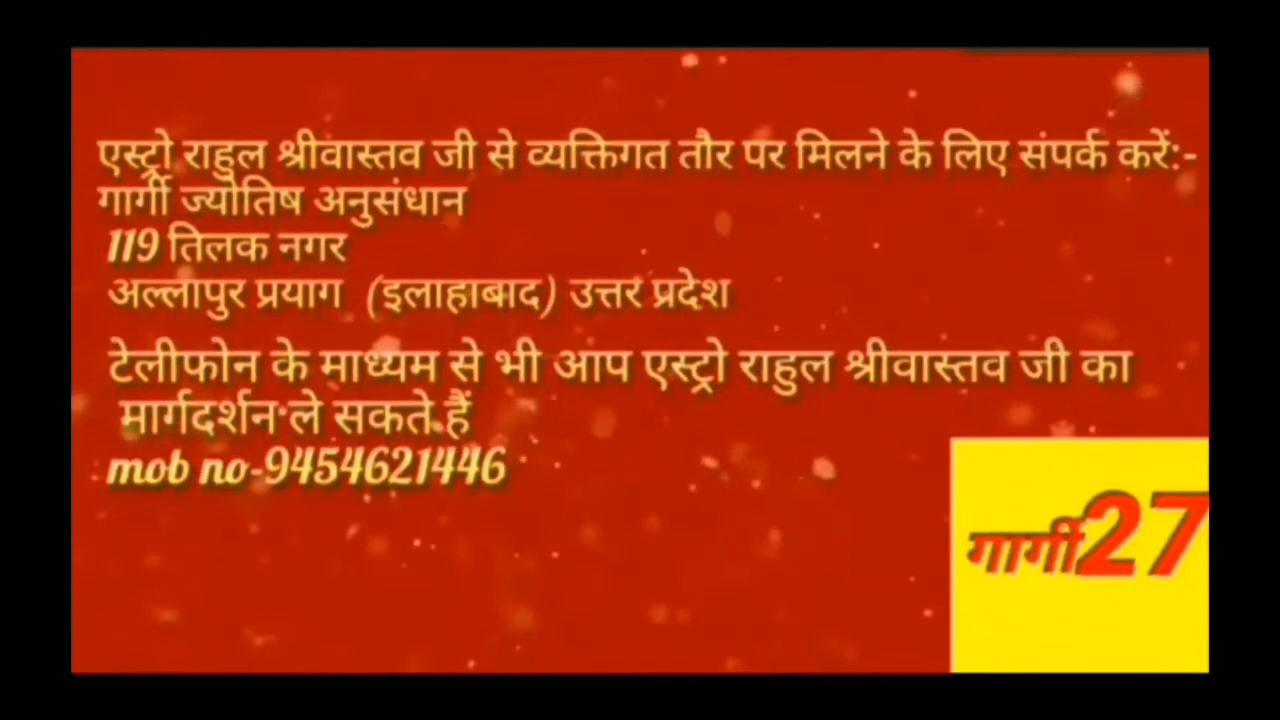 एस्ट्रो राहुल श्रीवास्तव जी से व्यक्तिगत तौर पर मिलने के लिए संपर्क करें:-
गार्गी ज्योतिष अनुसंधान
119 तिलक नगर
अल्लापुर प्रयाग (इलाहाबाद) उत्तर प्रदेश
टेलीफोन के माध्यम से भी आप एस्ट्रो राहुल श्रीवास्तव जी का
मार्गदर्शन ले सकते हैं
mob no-9454621446
गार्गी27